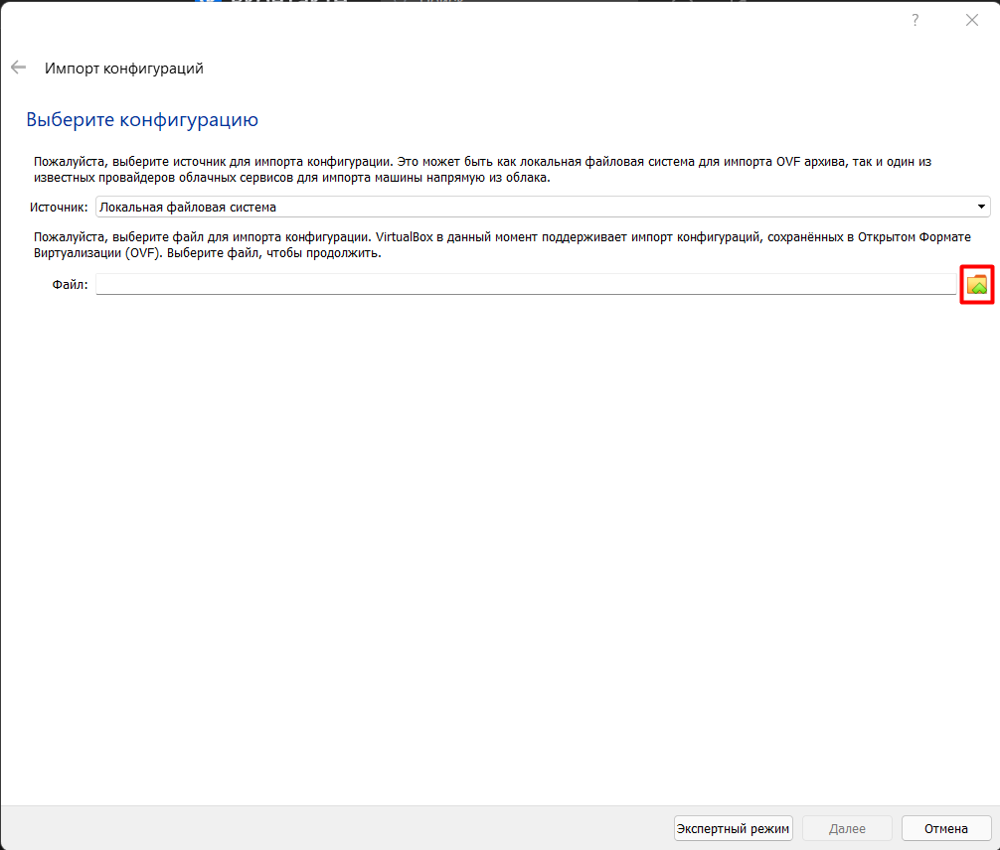 ?
Импорт конфигураций
Выберите конфигурацию
Пожалуйста, выберите источник для импорта конфигурации. Это может быть как локальная файловая система для импорта OVF архива, так и один из
известных провайдеров облачных сервисов для импорта машины напрямую из облака.
Источник: Локальная файловая система
Пожалуйста, выберите файл для импорта конфигурации. VirtualBox в данный момент поддерживает импорт конфигураций, сохранённых в Открытом Формате
Виртуализации (OVF). Выберите файл, чтобы продолжить.
Файл:
Экспертный режим Далее Отмена